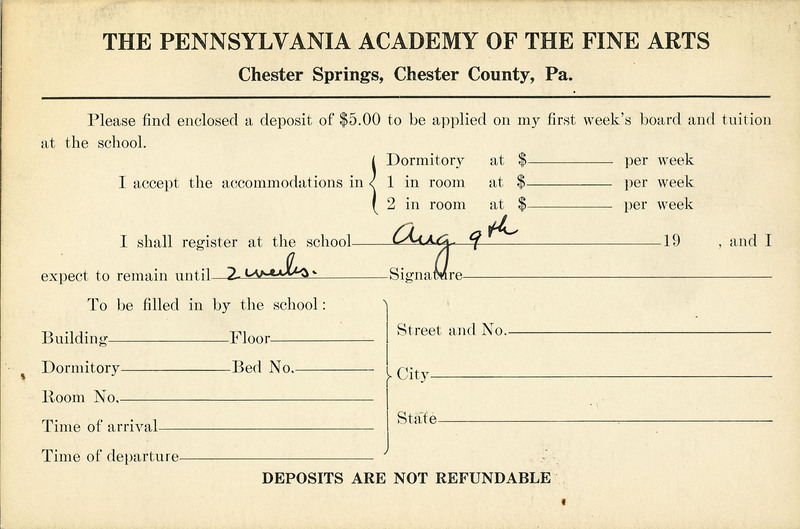 THE PENNSYLVANIA ACADEMY OF THE FINE ARTS
Chester Springs, Chester County, Pa.
Please find enclosed a deposit of $5.00 to be applied on my first week's board and tuition
at the school.
I accept the accommodations in
Dormitory at $ per week
1 in room at $ per week
2 in room at $ per week
I shall register at the school Aug 9th 19 , and I
expect to remain until 2 weeks. Signature
To be filled in by the school:
Building Floor
Dormitory Bed No.
Room No.
Time of arrival
Time of departure
Street and No.
City
State
DEPOSITS ARE NOT REFUNDABLE